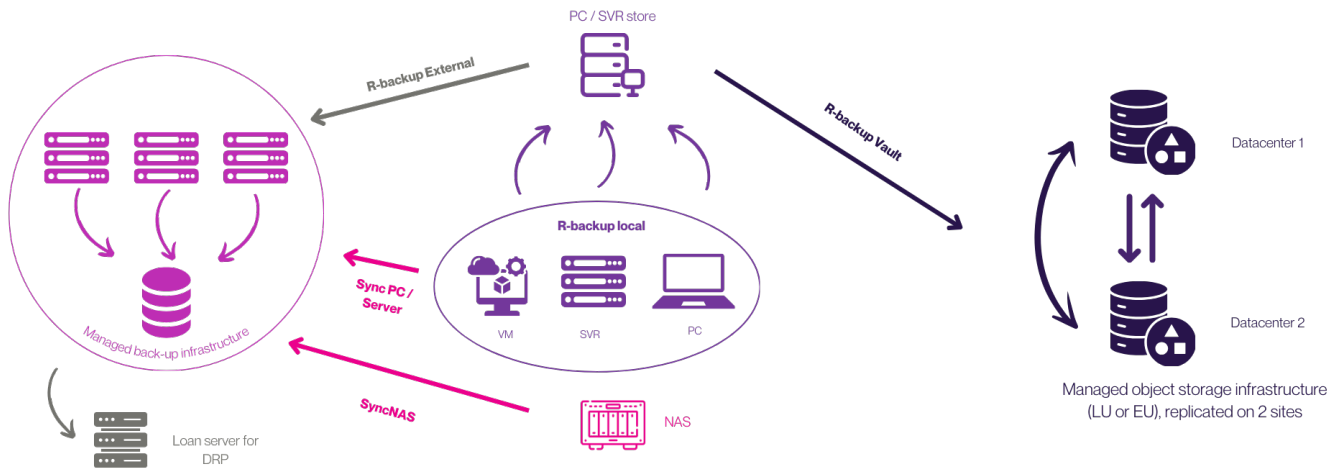 PC / SVR store
R-backup External
R-backup Vault
Datacenter 1
R-backup local
Sync PC /
Server
VM
SVR
PC
Managed back-up infrastructure
Datacenter 2
Managed object storage infrastructure
(LU or EU), replicated on 2 sites
SyncNAS
NAS
Loan server for
DRP